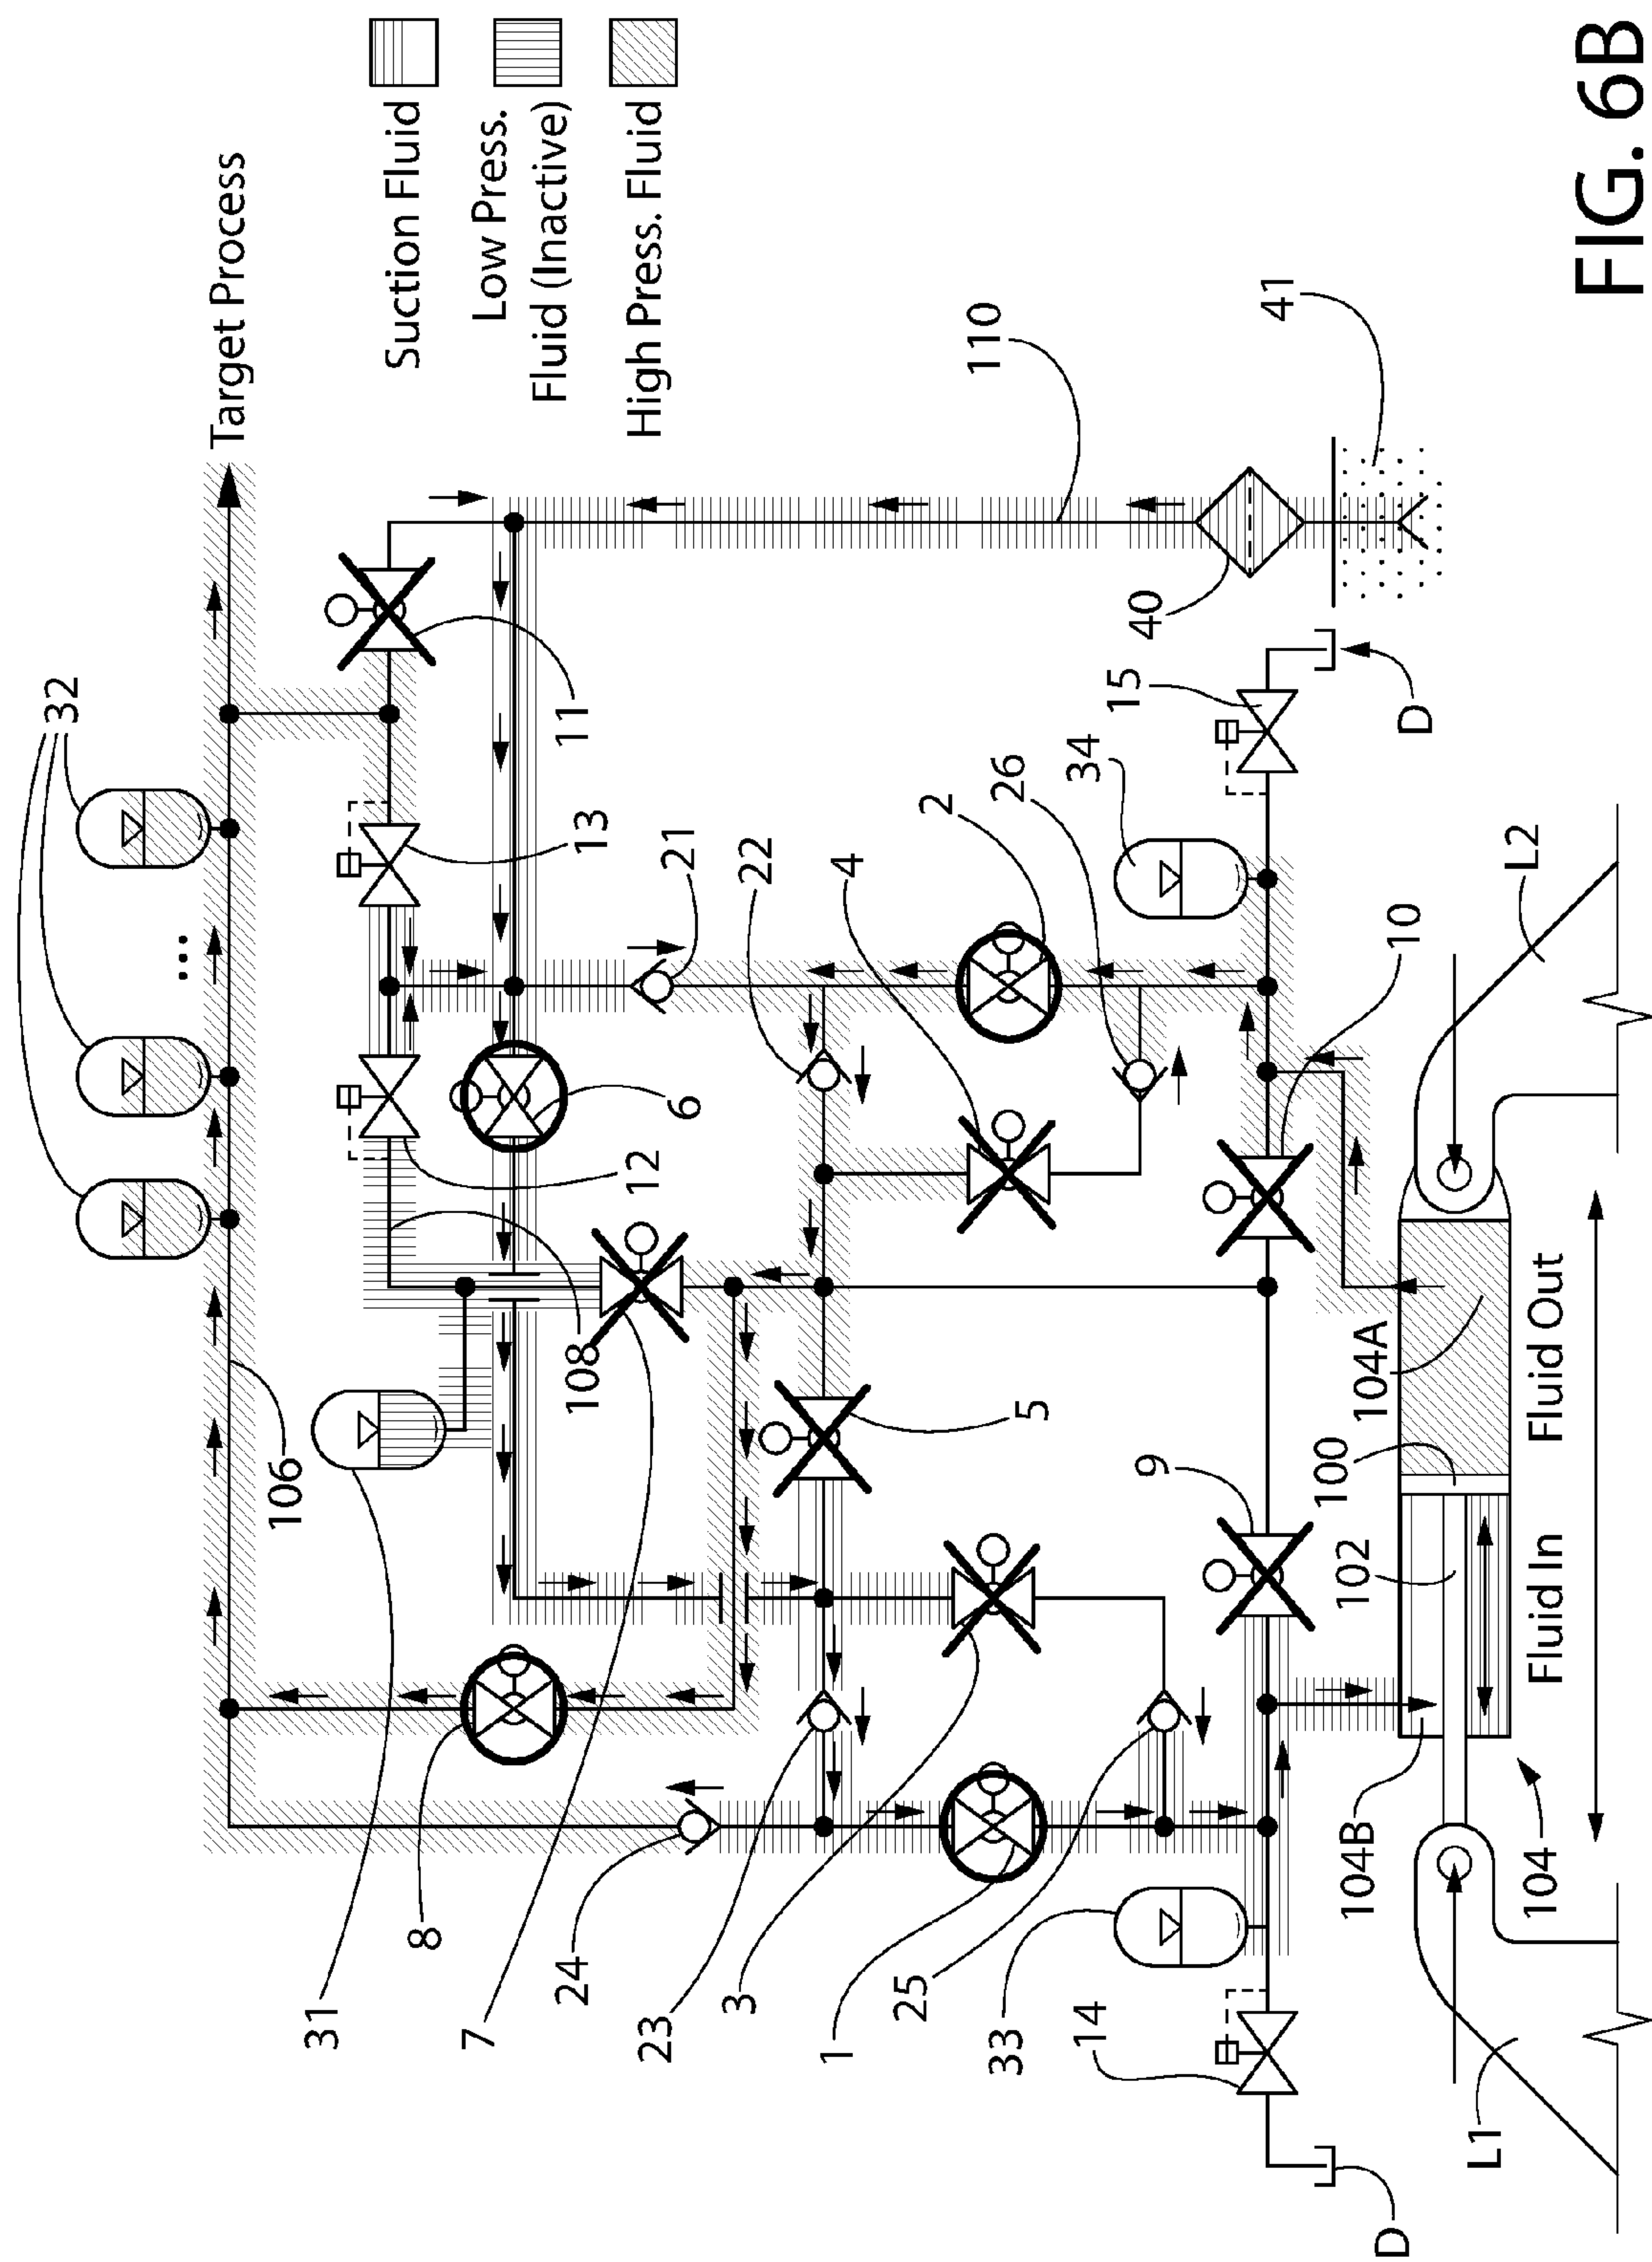 Target Process
Suction Fluid
Low Press.
Fluid (Inactive)
High Press. Fluid
32
...
106
31
8
7
24
23
3
1
25
33
14
D
L1
108
12
6
13
11
21
22
4
2
26
34
15
D
40
110
41
5
9
10
L2
104B
104
102
100
104A
Fluid In
Fluid Out
FIG. 6B